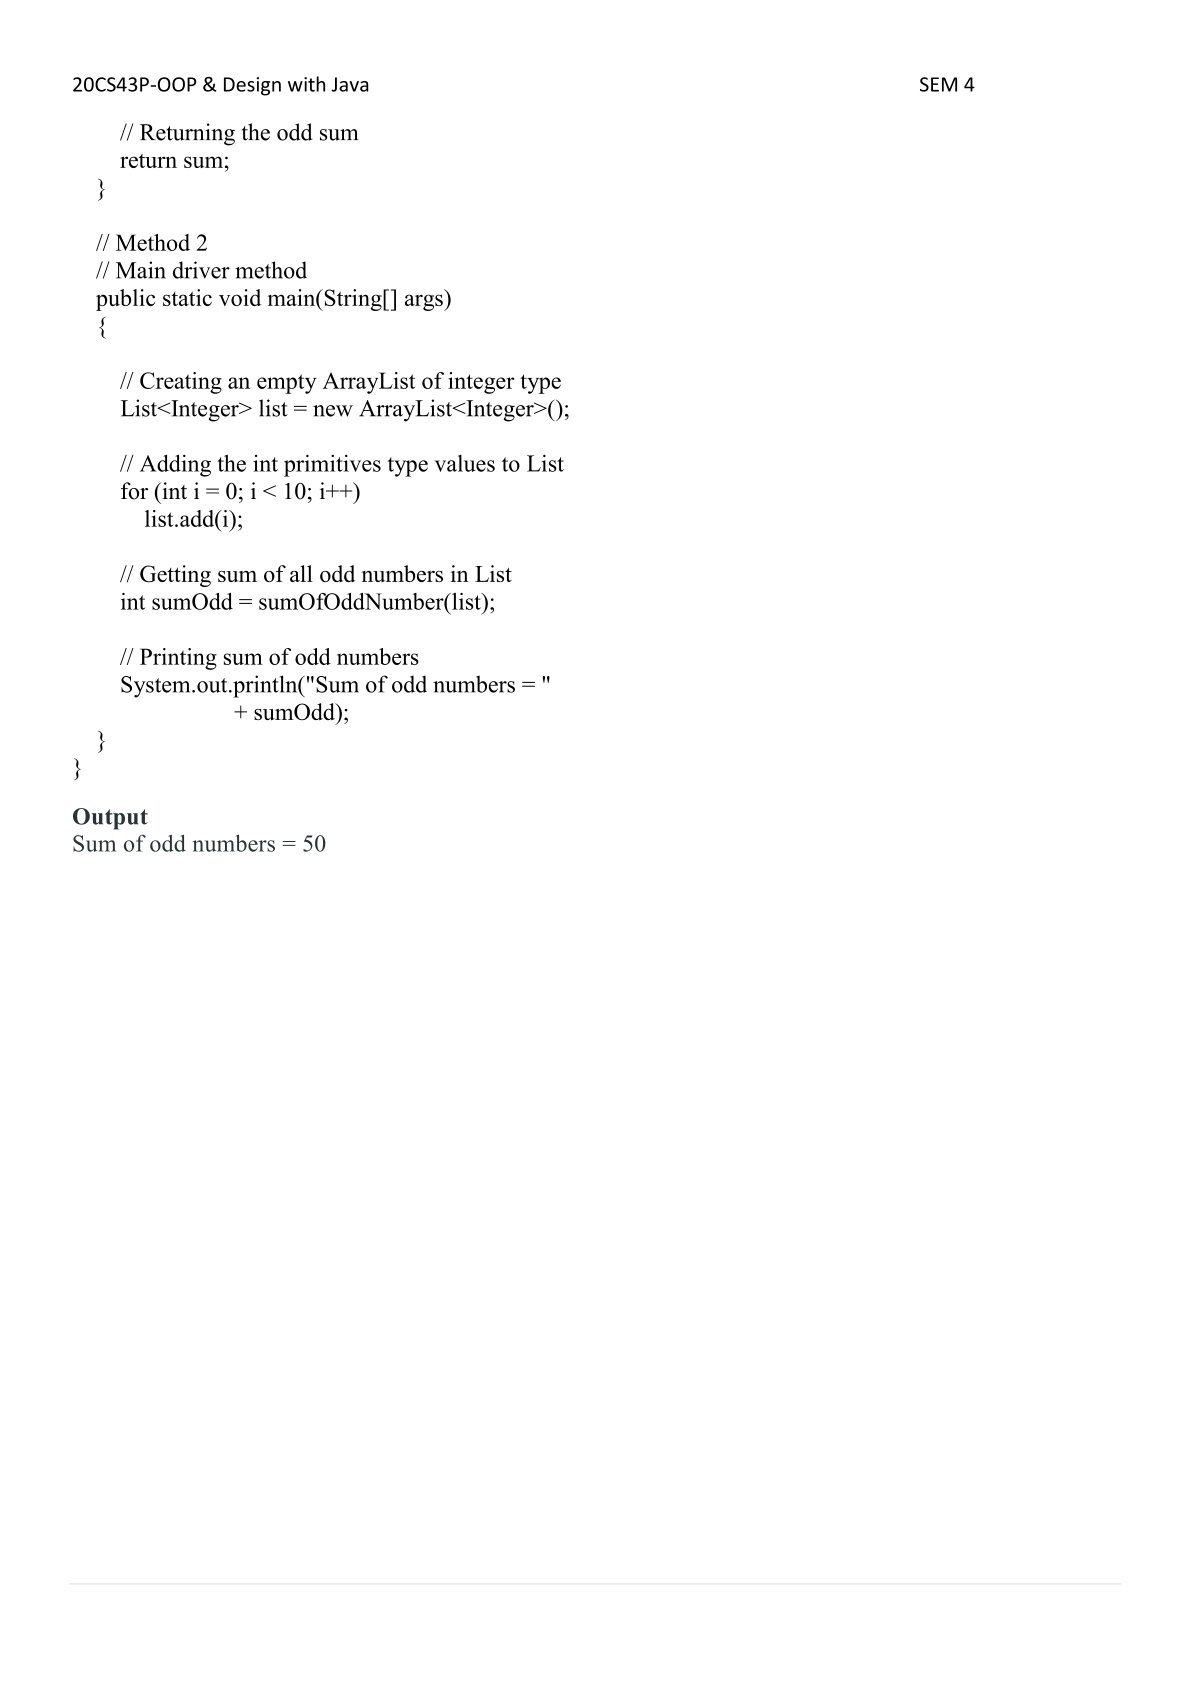 20CS43P-OOP & Design with Java SEM 4
// Returning the odd sum
return sum;
}
// Method 2
// Main driver method
public static void main(String[] args)
{
// Creating an empty ArrayList of integer type
List<Integer> list = new ArrayList<Integer>();
// Adding the int primitives type values to List
for (int i = 0; i < 10; i++)
list.add(i);
// Getting sum of all odd numbers in List
int sumOdd = sumOfOddNumber(list);
// Printing sum of odd numbers
System.out.println("Sum of odd numbers = "
+ sumOdd);
}
}
Output
Sum of odd numbers = 50